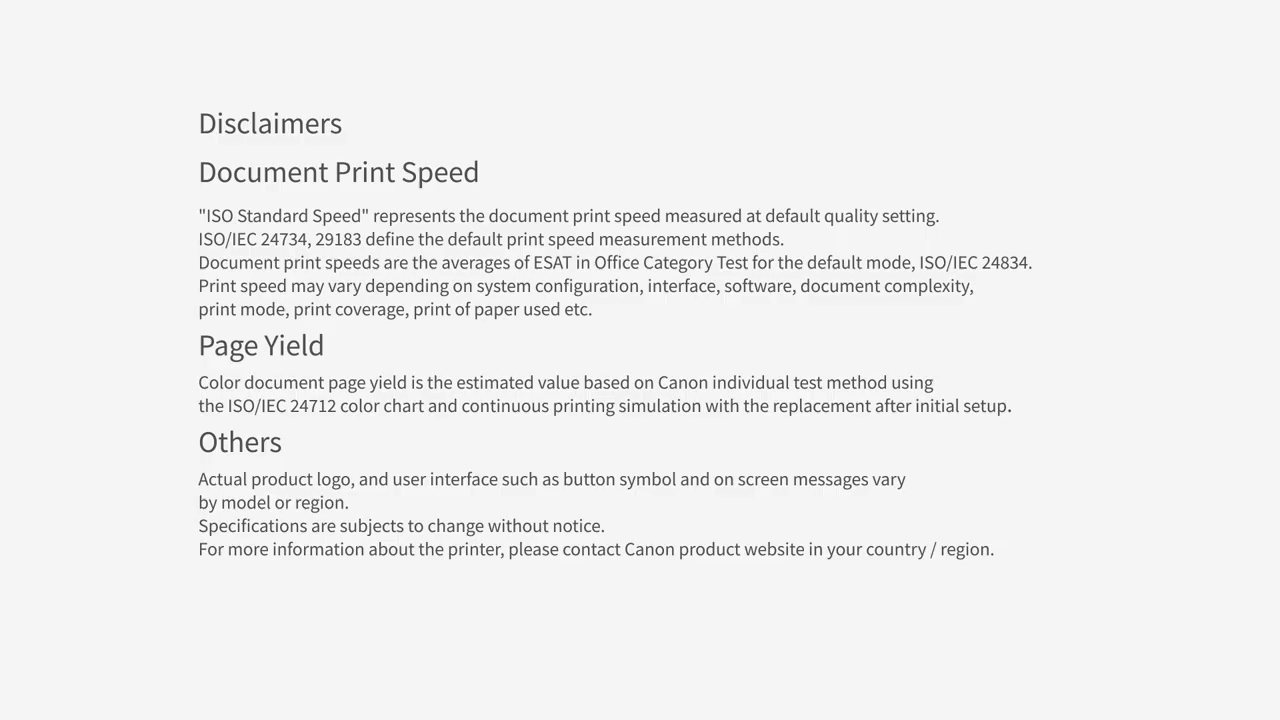 Disclaimers
Document Print Speed
"ISO Standard Speed" represents the document print speed measured at default quality setting.
ISO/IEC 24734, 29183 define the default print speed measurement methods.
Document print speeds are the averages of ESAT in Office Category Test for the default mode, ISO/IEC 24834.
Print speed may vary depending on system configuration, interface, software, document complexity,
print mode, print coverage, print of paper used etc.
Page Yield
Color document page yield is the estimated value based on Canon individual test method using
the ISO/IEC 24712 color chart and continuous printing simulation with the replacement after initial setup.
Others
Actual product logo, and user interface such as button symbol and on screen messages vary
by model or region.
Specifications are subjects to change without notice.
For more information about the printer, please contact Canon product website in your country / region.